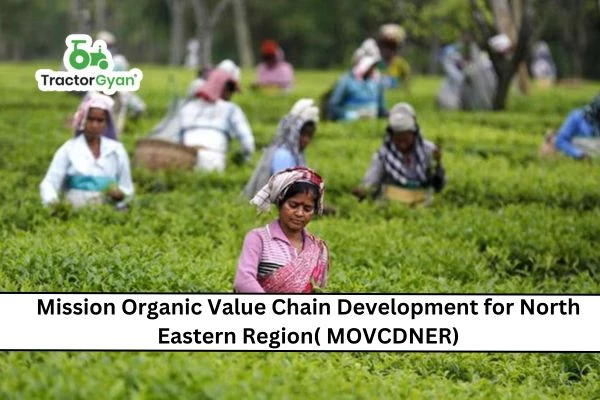 TractorGyan®
Mission Organic Value Chain Development for North
Eastern Region( MOVCDNER)